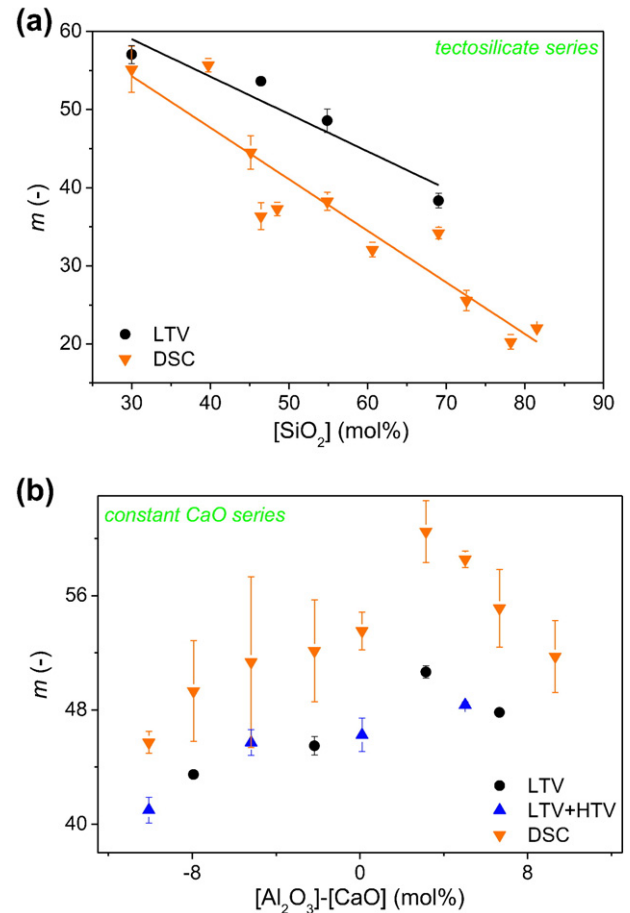 (a)
tectosilicate series
60
50
40
30
20
m (-)
LTV
DSC
30 40 50 60 70 80 90
[SiO₂] (mol%)
(b)
constant CaO series
56
48
40
m (-)
LTV
LTV+HTV
DSC
-8 0 8
[Al₂O₃]-[CaO] (mol%)